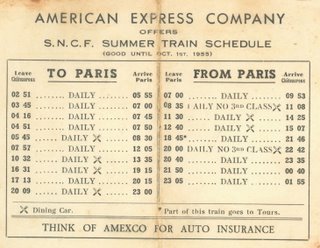 AMERICAN EXPRESS COMPANY
OFFERS
S.N.C.F. SUMMER TRAIN SCHEDULE
(GOOD UNTIL OCT. 1ST, 1955)
Leave Châteauroux TO PARIS Arrive Paris
02 51 ...... DAILY ...... 05 55
03 45 ...... DAILY ...... 07 00
04 16 ...... DAILY ...... 07 45
04 51 ...... DAILY ...... 07 50
05 45 ...... DAILY ...... 08 30
07 57 ...... DAILY ...... 12 05
10 32 ...... DAILY ...... 13 35
16 31 ...... DAILY ...... 19 15
17 13 ...... DAILY ...... 20 15
20 09 ...... DAILY ...... 23 00
Leave Paris FROM PARIS Arrive Châteauroux
07 00 ...... DAILY ...... 09 53
08 35 DAILY NO 3RD CLASS 11 08
11 30 ...... DAILY ...... 14 25
12 40 ...... DAILY ...... 15 07
18 45* ...... DAILY ...... 21 46
20 00 DAILY NO 3RD CLASS 22 42
20 40 ...... DAILY ...... 23 35
21 50 ...... DAILY ...... 00 40
23 05 ...... DAILY ...... 01 55
Dining Car.
*Part of this train goes to Tours.
THINK OF AMEXCO FOR AUTO INSURANCE